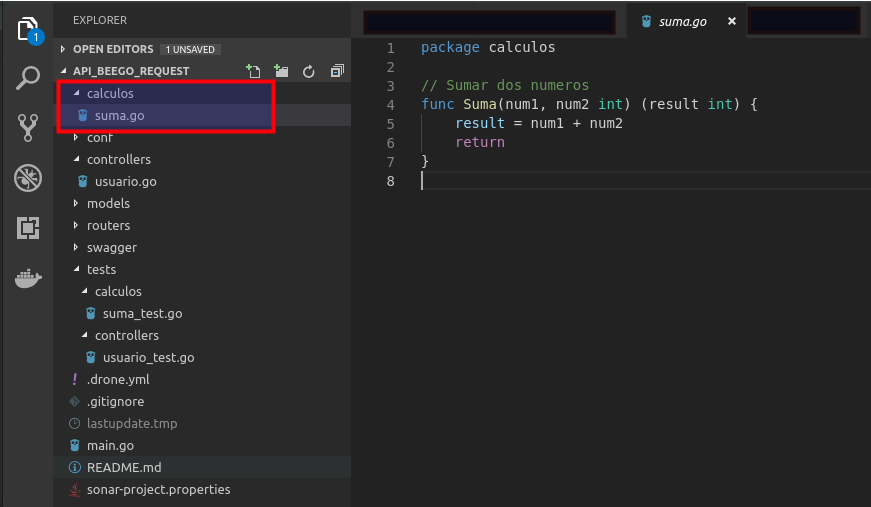 EXPLORER
OPEN EDITORS 1 UNSAVED
API_BEEGO_REQUEST
calculos
suma.go
conf
controllers
usuario.go
models
routers
swagger
tests
calculos
suma_test.go
controllers
usuario_test.go
! .drone.yml
.gitignore
lastupdate.tmp
main.go
README.md
sonar-project.properties
1
suma.go ×
1 package calculos
2
3 // Sumar dos numeros
4 func Suma(num1, num2 int) (result int) {
5 result = num1 + num2
6 return
7 }
8